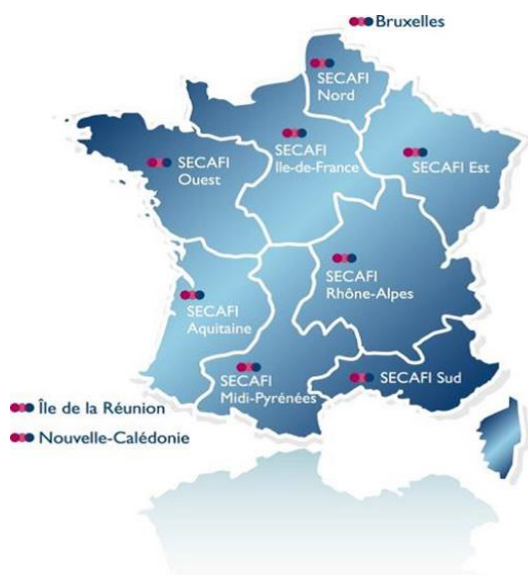 Bruxelles
SECAFI
Nord
SECAFI
Ile-de-France
SECAFI Est
SECAFI
Ouest
SECAFI
Rhône-Alpes
SECAFI
Aquitaine
SECAFI
Midi-Pyrénées
SECAFI Sud
Île de la Réunion
Nouvelle-Calédonie